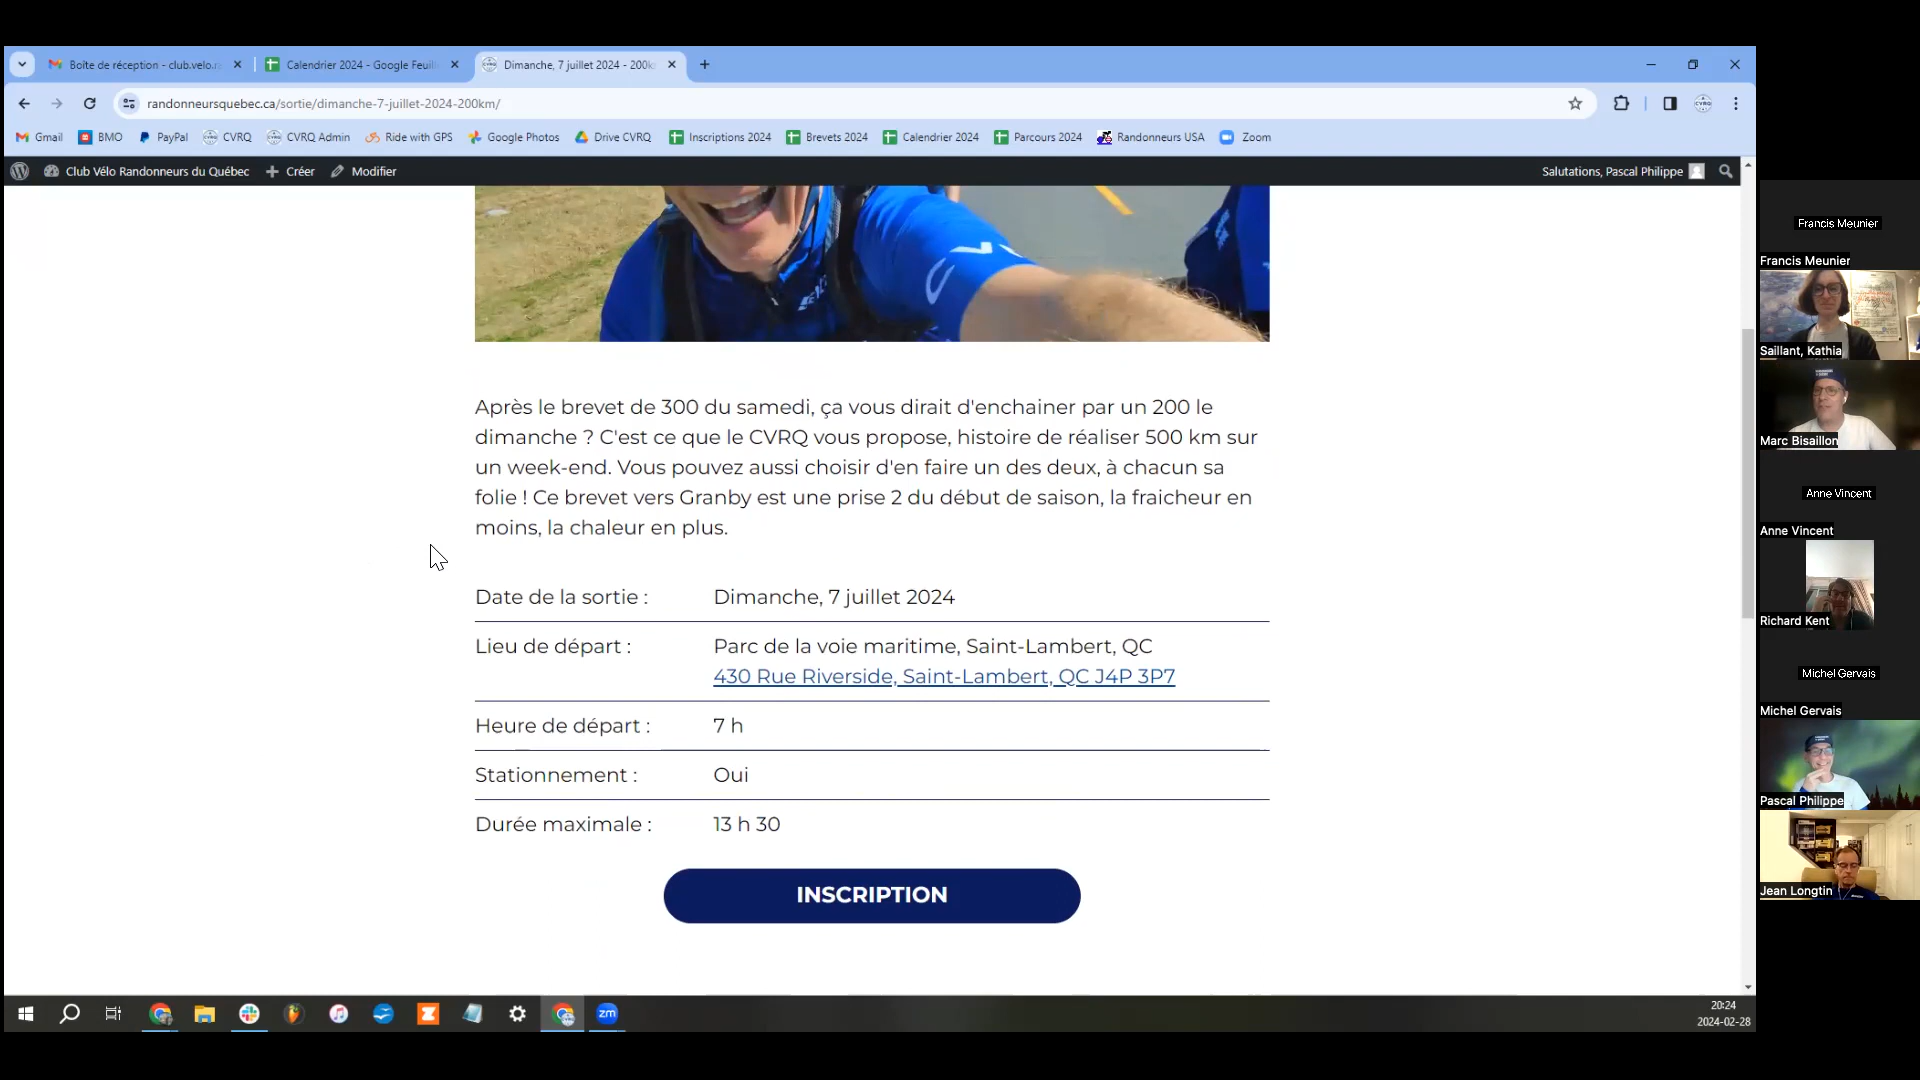 Boîte de réception - club.velo.r
Calendrier 2024 - Google Feuill
Dimanche, 7 juillet 2024 - 200k
randonneursquebec.ca/sortie/dimanche-7-juillet-2024-200km/
Gmail
BMO
PayPal
CVRQ
CVRQ Admin
Ride with GPS
Google Photos
Drive CVRQ
Inscriptions 2024
Brevets 2024
Calendrier 2024
Parcours 2024
Randonneurs USA
Zoom
Club Vélo Randonneurs du Québec
Créer
Modifier
Salutations, Pascal Philippe
Après le brevet de 300 du samedi, ça vous dirait d'enchainer par un 200 le
dimanche ? C'est ce que le CVRQ vous propose, histoire de réaliser 500 km sur
un week-end. Vous pouvez aussi choisir d'en faire un des deux, à chacun sa
folie ! Ce brevet vers Granby est une prise 2 du début de saison, la fraicheur en
moins, la chaleur en plus.
Date de la sortie : Dimanche, 7 juillet 2024
Lieu de départ : Parc de la voie maritime, Saint-Lambert, QC
430 Rue Riverside, Saint-Lambert, QC J4P 3P7
Heure de départ : 7 h
Stationnement : Oui
Durée maximale : 13 h 30
INSCRIPTION
zm
20:24
2024-02-28
Francis Meunier
Francis Meunier
Saillant, Kathia
Marc Bisaillon
Anne Vincent
Anne Vincent
Richard Kent
Michel Gervais
Michel Gervais
Pascal Philippe
Jean Longtin